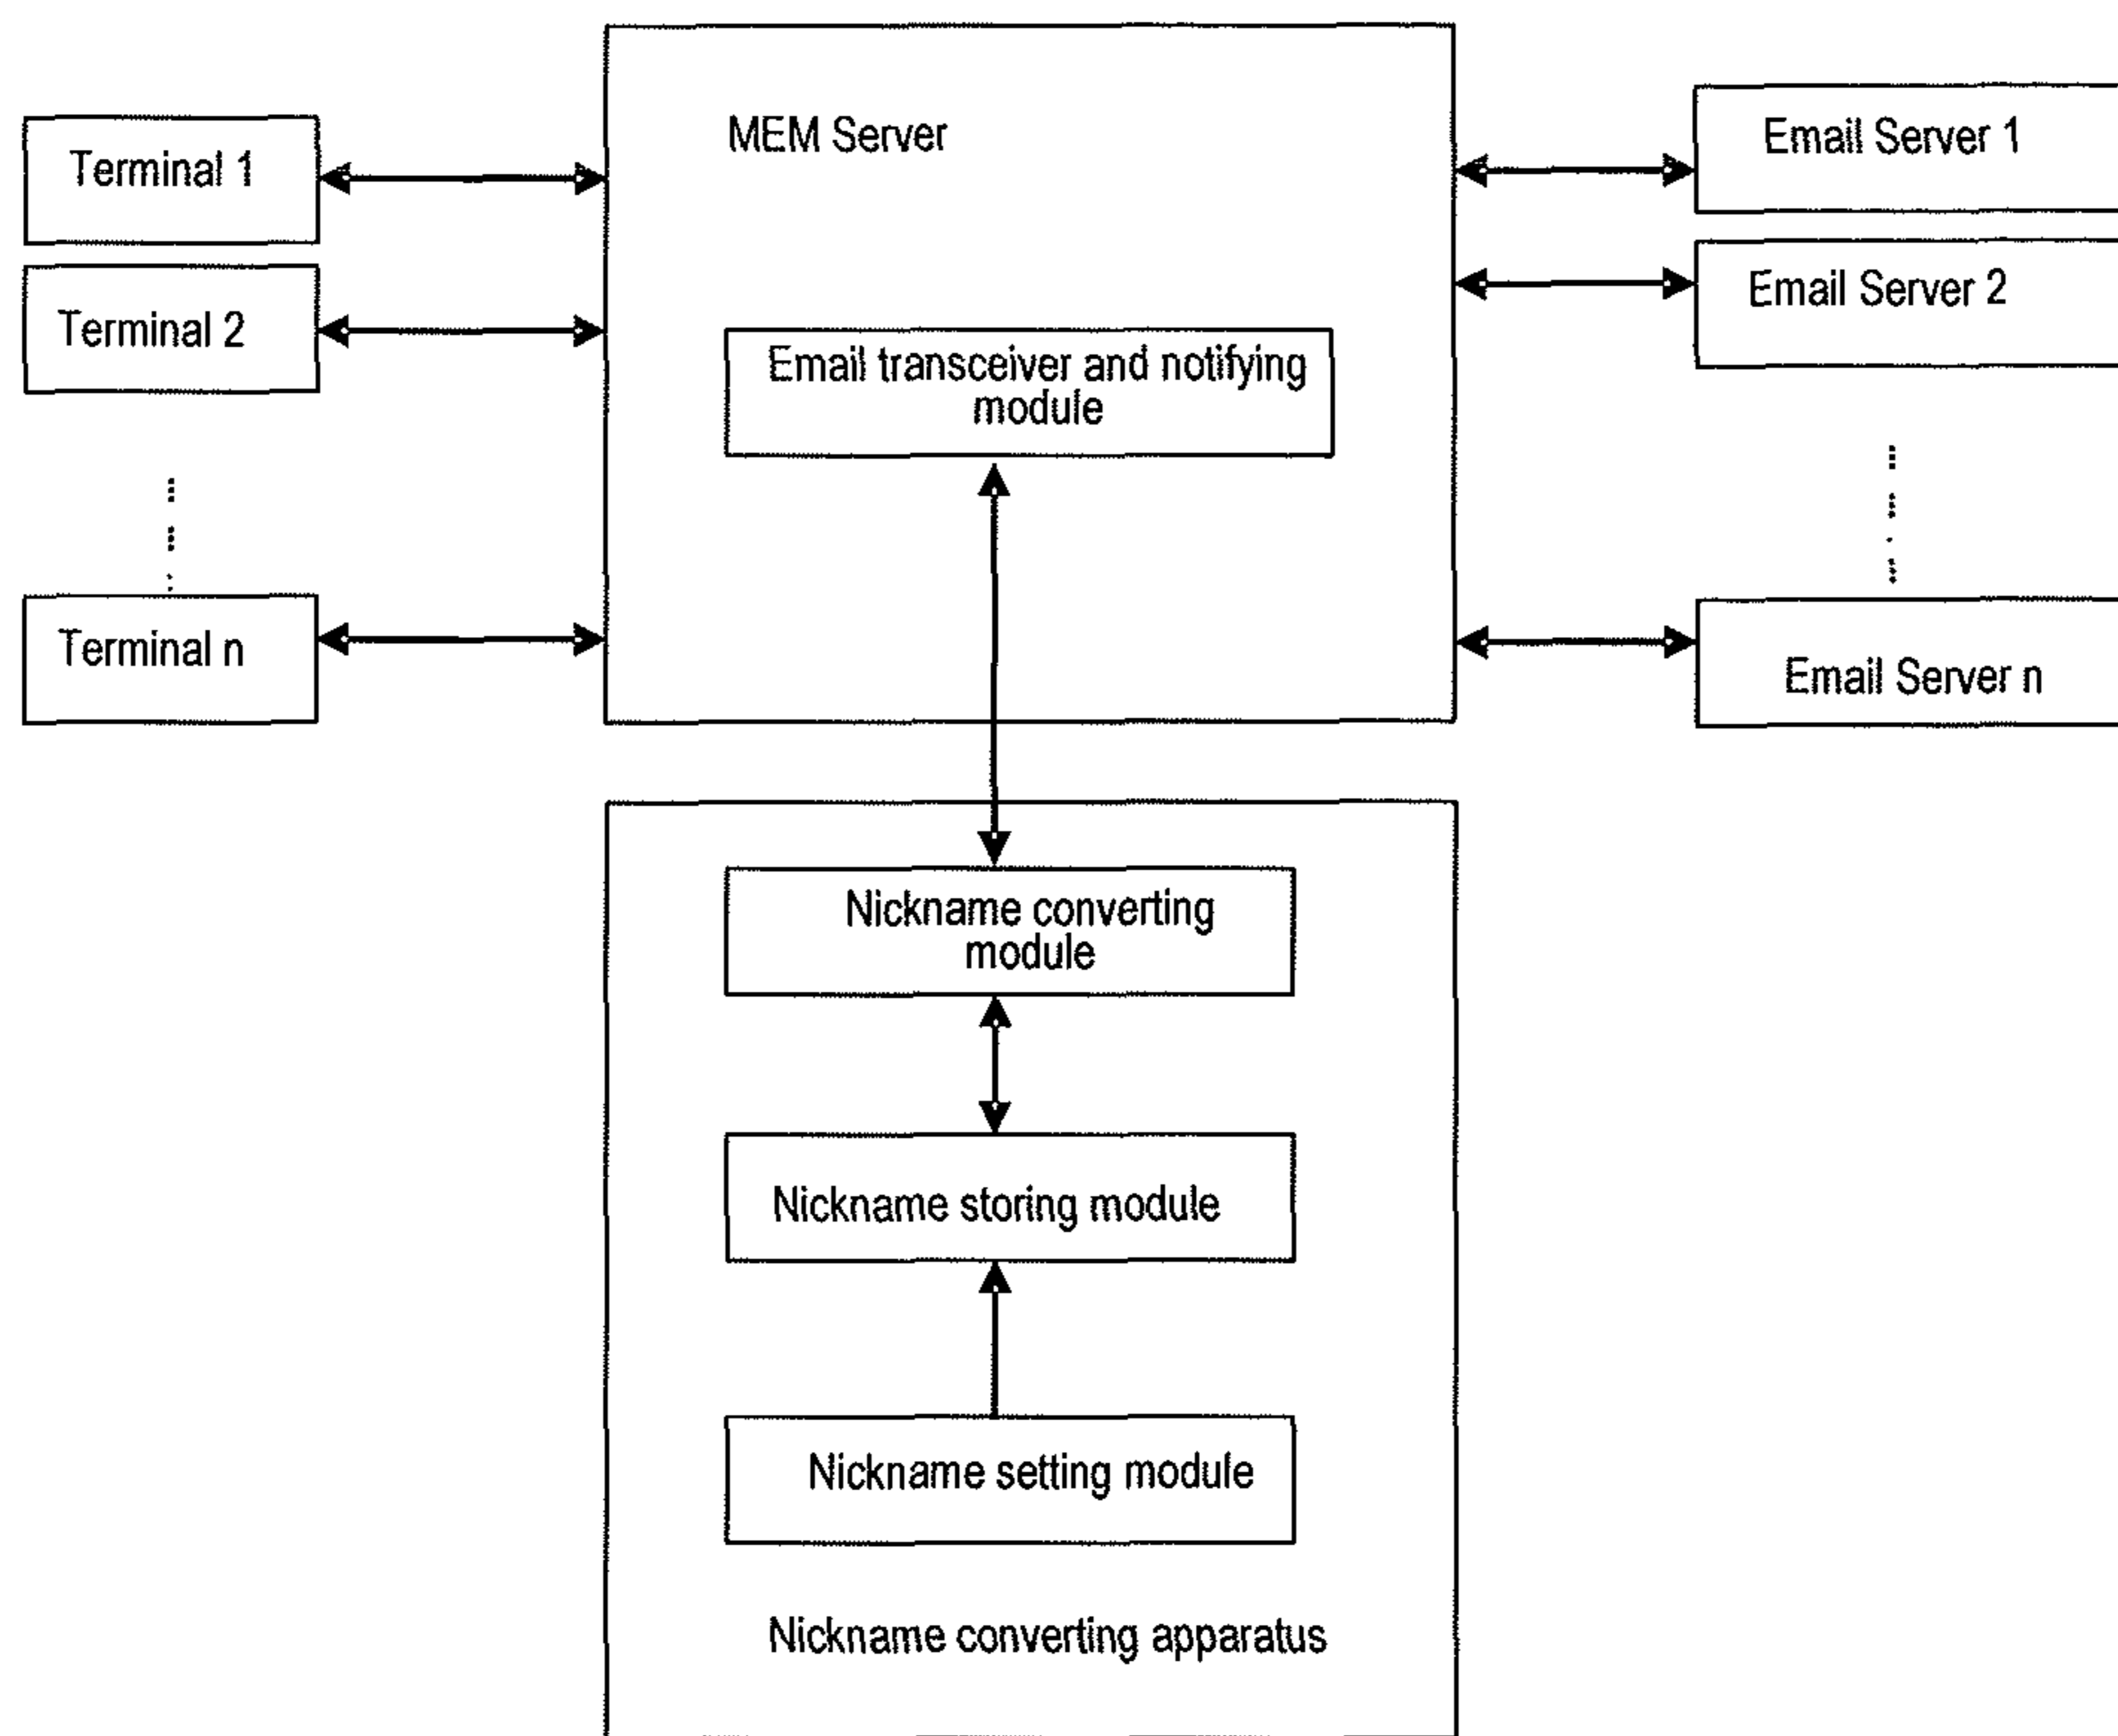 MEM Server
Terminal 1
Terminal 2
Terminal n
Email transceiver and notifying
module
Email Server 1
Email Server 2
Email Server n
Nickname converting
module
Nickname storing module
Nickname setting module
Nickname converting apparatus